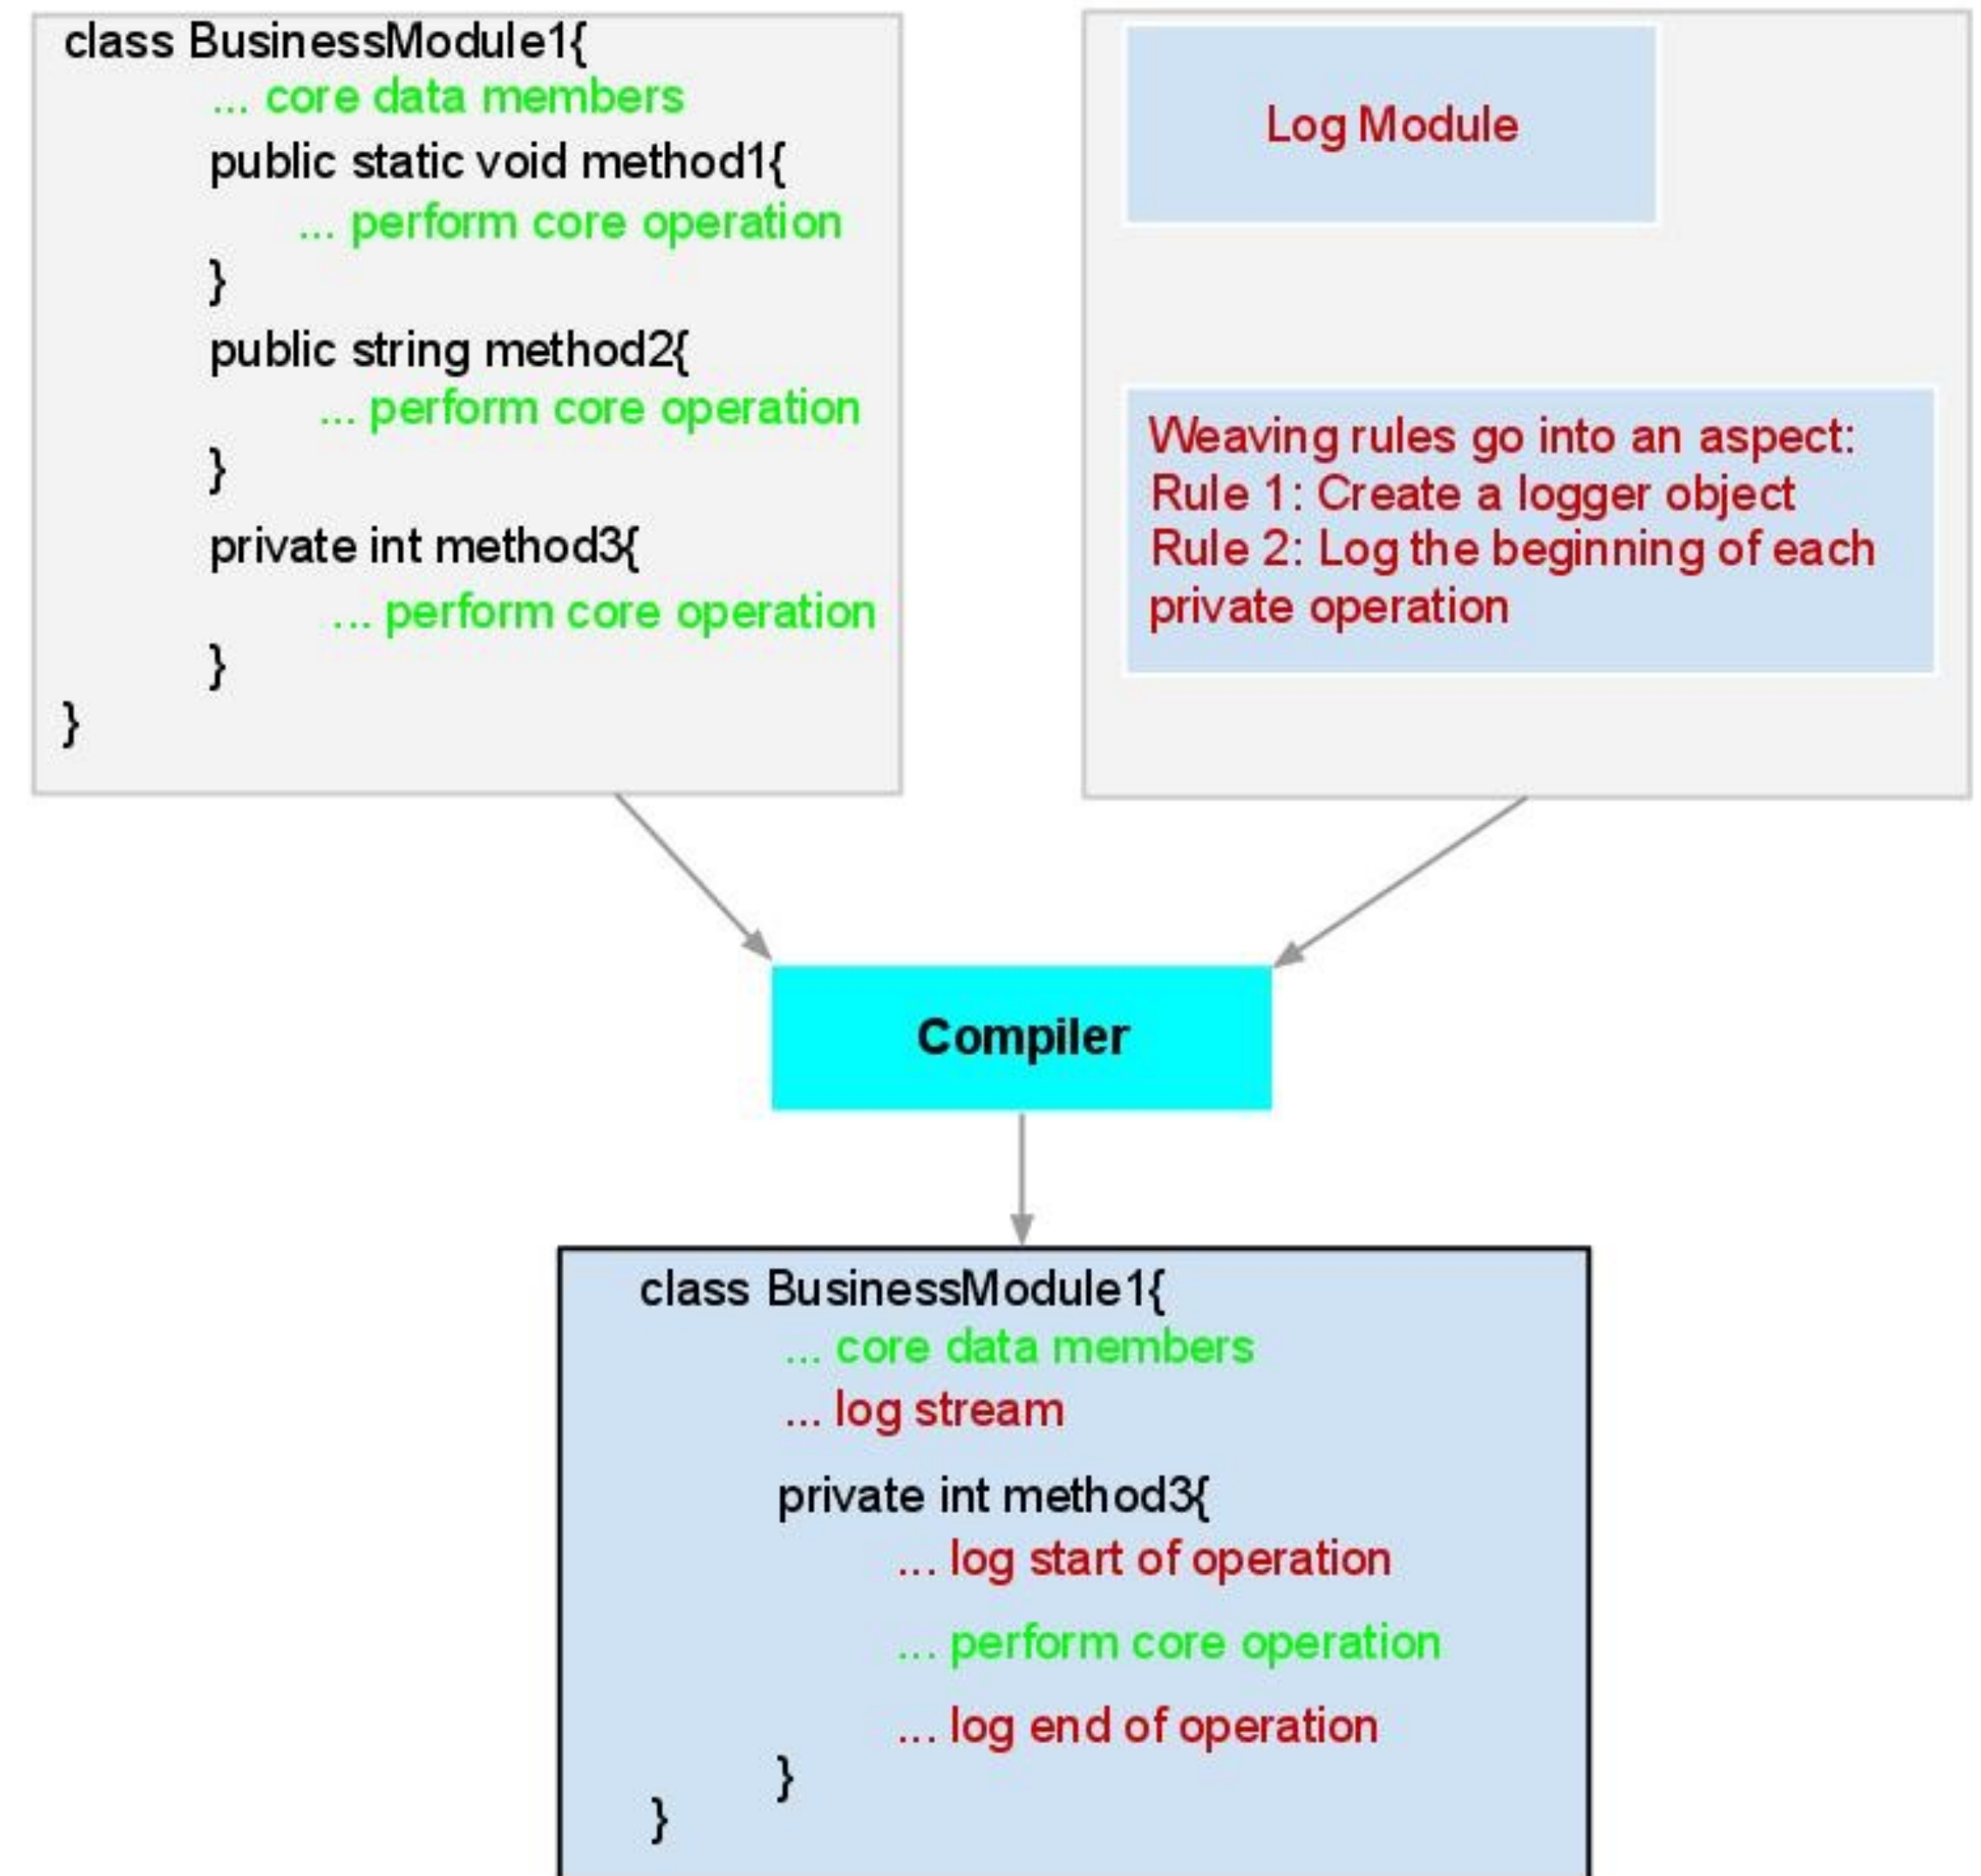 class BusinessModule1{
... core data members
public static void method1{
... perform core operation
}
public string method2{
... perform core operation
}
private int method3{
... perform core operation
}
}
Log Module
Weaving rules go into an aspect:
Rule 1: Create a logger object
Rule 2: Log the beginning of each
private operation
Compiler
class BusinessModule1{
... core data members
... log stream
private int method3{
... log start of operation
... perform core operation
... log end of operation
}
}